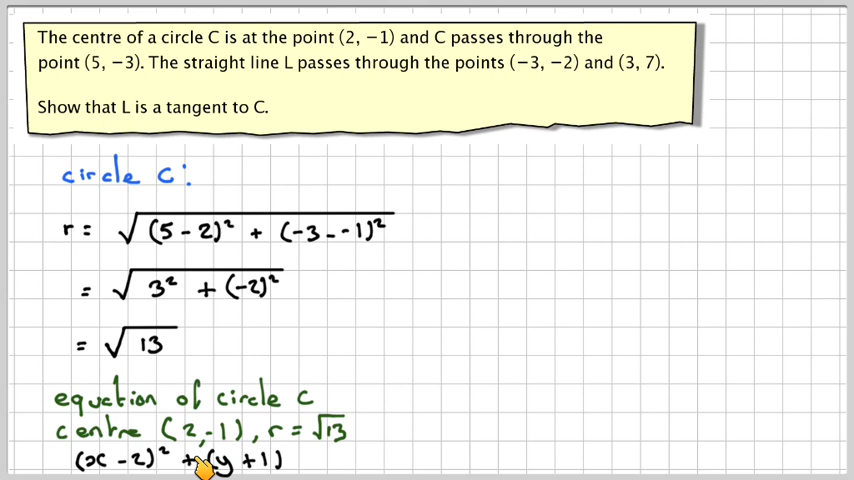 The centre of a circle C is at the point (2, −1) and C passes through the
point (5, −3). The straight line L passes through the points (−3, −2) and (3, 7).
Show that L is a tangent to C.
circle C:
r = √((5 - 2)² + (-3 - -1)²)
= √(3² + (-2)²)
= √13
equation of circle C
centre (2,-1), r = √13
(x - 2)² + (y + 1)